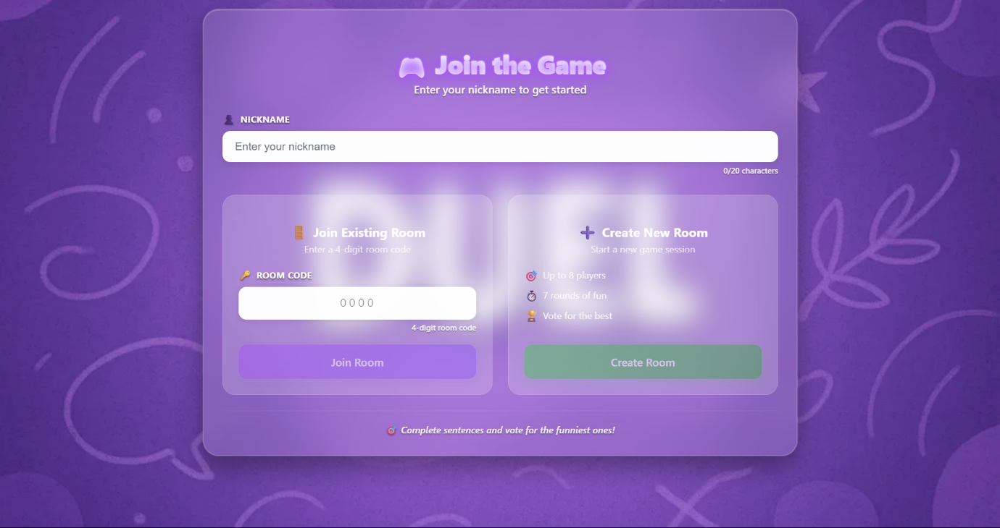 Join the Game
Enter your nickname to get started
NICKNAME
Enter your nickname
0/20 characters
DUEL
Join Existing Room
Enter a 4-digit room code
ROOM CODE
0000
4-digit room code
Join Room
Create New Room
Start a new game session
Up to 8 players
7 rounds of fun
Vote for the best
Create Room
Complete sentences and vote for the funniest ones!